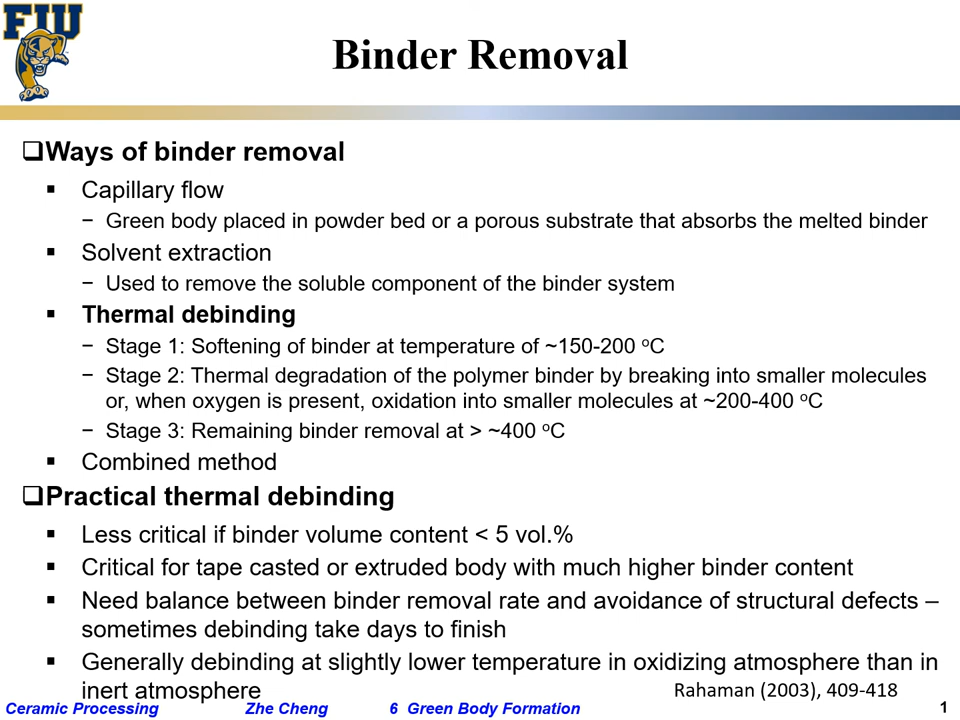 FIU
Binder Removal
❑Ways of binder removal
▪ Capillary flow
− Green body placed in powder bed or a porous substrate that absorbs the melted binder
▪ Solvent extraction
− Used to remove the soluble component of the binder system
▪ Thermal debinding
− Stage 1: Softening of binder at temperature of ~150-200 ºC
− Stage 2: Thermal degradation of the polymer binder by breaking into smaller molecules
or, when oxygen is present, oxidation into smaller molecules at ~200-400 ºC
− Stage 3: Remaining binder removal at > ~400 ºC
▪ Combined method
❑Practical thermal debinding
▪ Less critical if binder volume content < 5 vol.%
▪ Critical for tape casted or extruded body with much higher binder content
▪ Need balance between binder removal rate and avoidance of structural defects –
sometimes debinding take days to finish
▪ Generally debinding at slightly lower temperature in oxidizing atmosphere than in
inert atmosphere
Rahaman (2003), 409-418
Ceramic Processing Zhe Cheng 6 Green Body Formation 1